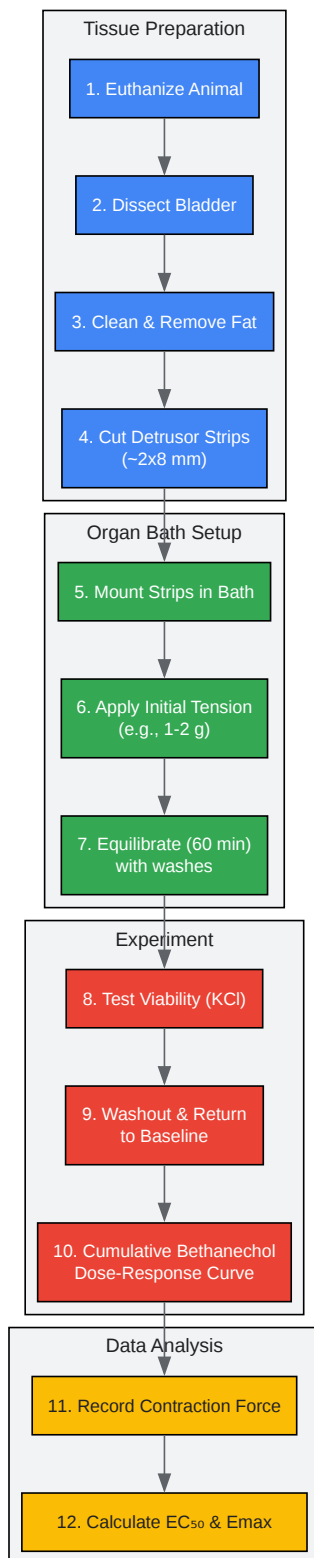 Tissue Preparation
1. Euthanize Animal
2. Dissect Bladder
3. Clean & Remove Fat
4. Cut Detrusor Strips
(~2x8 mm)
Organ Bath Setup
5. Mount Strips in Bath
6. Apply Initial Tension
(e.g., 1-2 g)
7. Equilibrate (60 min)
with washes
Experiment
8. Test Viability (KCl)
9. Washout & Return
to Baseline
10. Cumulative Bethanechol
Dose-Response Curve
Data Analysis
11. Record Contraction Force
12. Calculate EC₅₀ & Emax